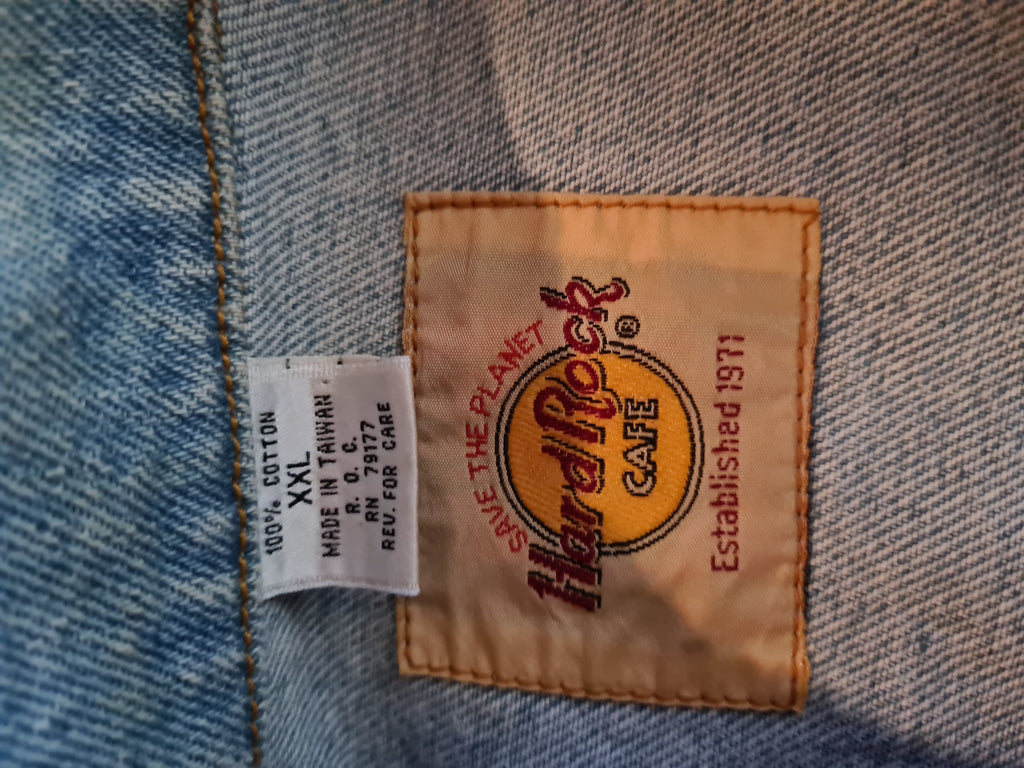 100% COTTON
XXL
MADE IN TAIWAN
R. O. C.
RN 79177
REV. FOR CARE
SAVE THE PLANET
Hard Rock ®
CAFE
Established 1971